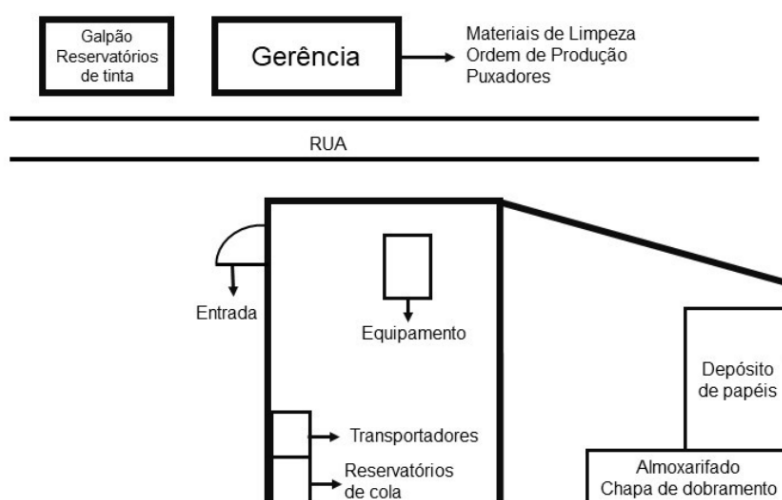 Galpão
Reservatórios
de tinta
Gerência
Materiais de Limpeza
Ordem de Produção
Puxadores
RUA
Entrada
Equipamento
Depósito
de papéis
Transportadores
Reservatórios
de cola
Almoxarifado
Chapa de dobramento